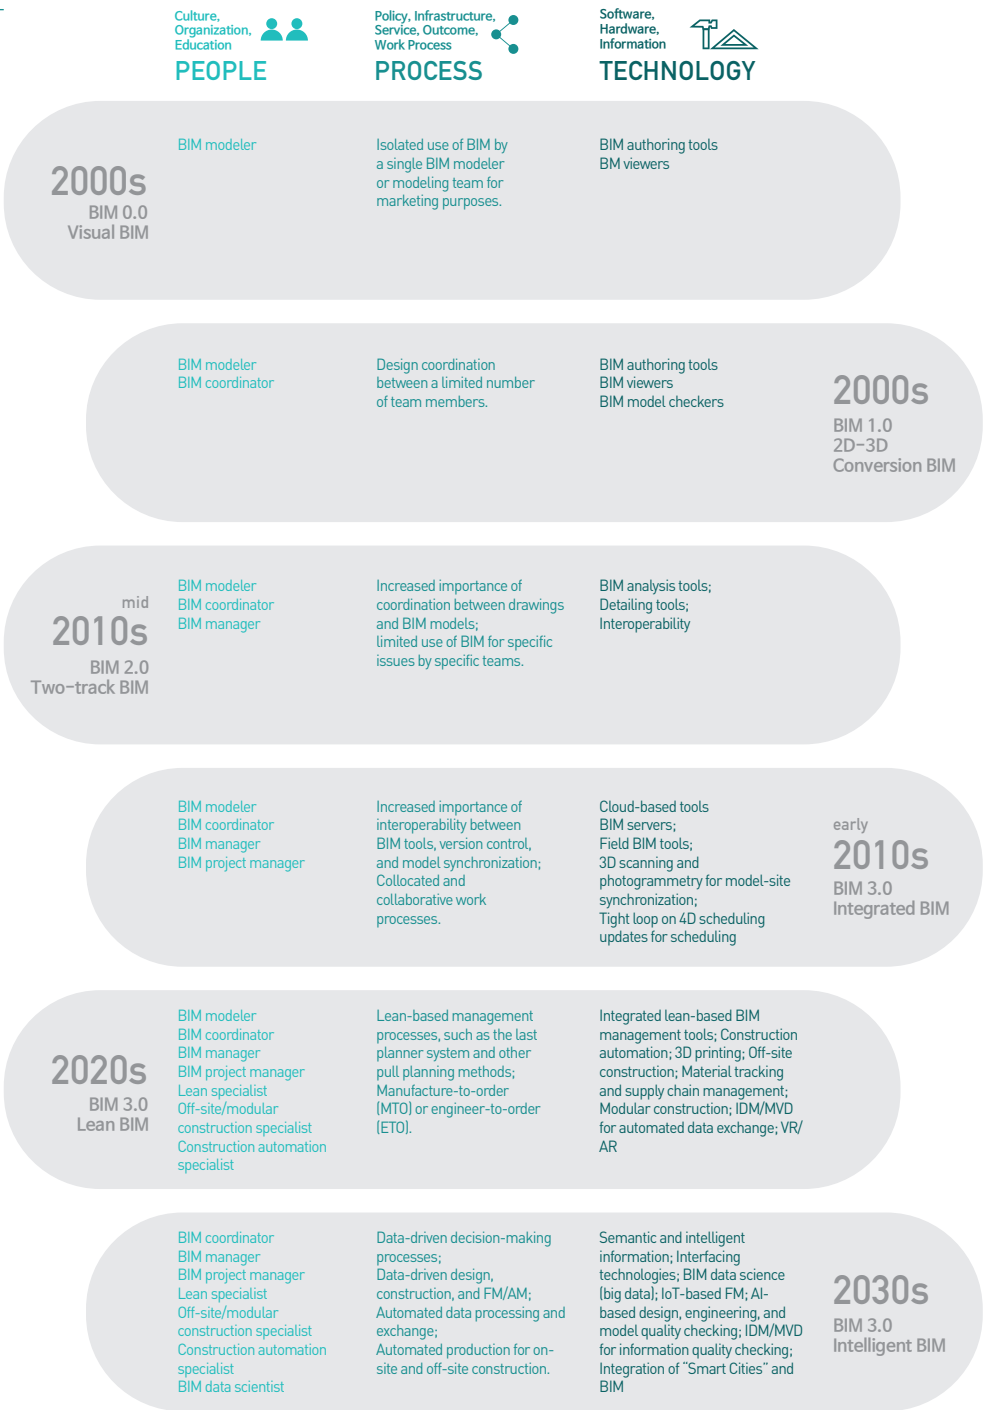 Culture,
Organization,
Education
PEOPLE
Policy, Infrastructure,
Service, Outcome,
Work Process
PROCESS
Software,
Hardware,
Information
TECHNOLOGY
2000s
BIM 0.0
Visual BIM
BIM modeler
Isolated use of BIM by
a single BIM modeler
or modeling team for
marketing purposes.
BIM authoring tools
BM viewers
BIM modeler
BIM coordinator
Design coordination
between a limited number
of team members.
BIM authoring tools
BIM viewers
BIM model checkers
2000s
BIM 1.0
2D-3D
Conversion BIM
mid
2010s
BIM 2.0
Two-track BIM
BIM modeler
BIM coordinator
BIM manager
Increased importance of
coordination between drawings
and BIM models;
limited use of BIM for specific
issues by specific teams.
BIM analysis tools;
Detailing tools;
Interoperability
BIM modeler
BIM coordinator
BIM manager
BIM project manager
Increased importance of
interoperability between
BIM tools, version control,
and model synchronization;
Collocated and
collaborative work
processes.
Cloud-based tools
BIM servers;
Field BIM tools;
3D scanning and
photogrammetry for model-site
synchronization;
Tight loop on 4D scheduling
updates for scheduling
early
2010s
BIM 3.0
Integrated BIM
2020s
BIM 3.0
Lean BIM
BIM modeler
BIM coordinator
BIM manager
BIM project manager
Lean specialist
Off-site/modular
construction specialist
Construction automation
specialist
Lean-based management
processes, such as the last
planner system and other
pull planning methods;
Manufacture-to-order
(MTO) or engineer-to-order
(ETO).
Integrated lean-based BIM
management tools; Construction
automation; 3D printing; Off-site
construction; Material tracking
and supply chain management;
Modular construction; IDM/MVD
for automated data exchange; VR/
AR
BIM coordinator
BIM manager
BIM project manager
Lean specialist
Off-site/modular
construction specialist
Construction automation
specialist
BIM data scientist
Data-driven decision-making
processes;
Data-driven design,
construction, and FM/AM;
Automated data processing and
exchange;
Automated production for on-
site and off-site construction.
Semantic and intelligent
information; Interfacing
technologies; BIM data science
(big data); IoT-based FM; AI-
based design, engineering, and
model quality checking; IDM/MVD
for information quality checking;
Integration of "Smart Cities" and
BIM
2030s
BIM 3.0
Intelligent BIM